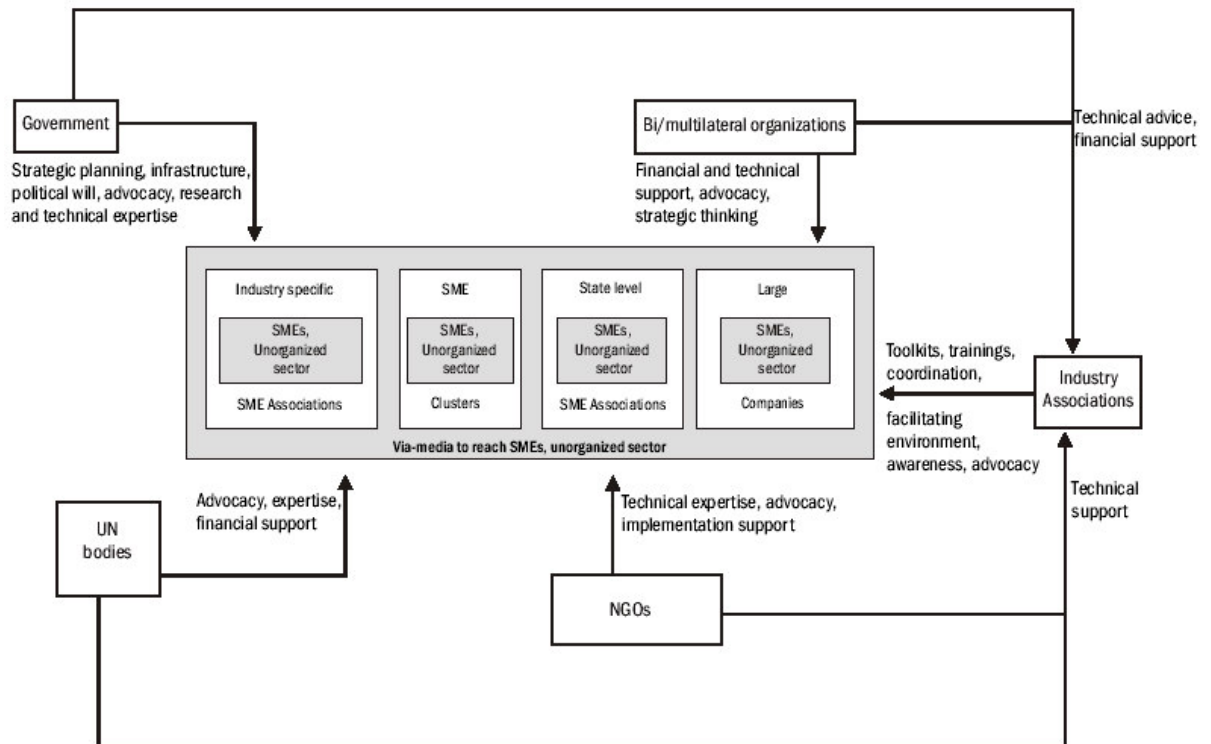 Government
Strategic planning, infrastructure,
political will, advocacy, research
and technical expertise
Bi/multilateral organizations
Financial and technical
support, advocacy,
strategic thinking
Technical advice,
financial support
Industry specific
SMEs,
Unorganized
sector
SME Associations
SME
SMEs,
Unorganized
sector
Clusters
State level
SMEs,
Unorganized
sector
SME Associations
Large
SMEs,
Unorganized
sector
Companies
Via-media to reach SMEs, unorganized sector
Toolkits, trainings,
coordination,
facilitating
environment,
awareness, advocacy
Industry
Associations
UN
bodies
Advocacy, expertise,
financial support
Technical expertise, advocacy,
implementation support
NGOs
Technical
support